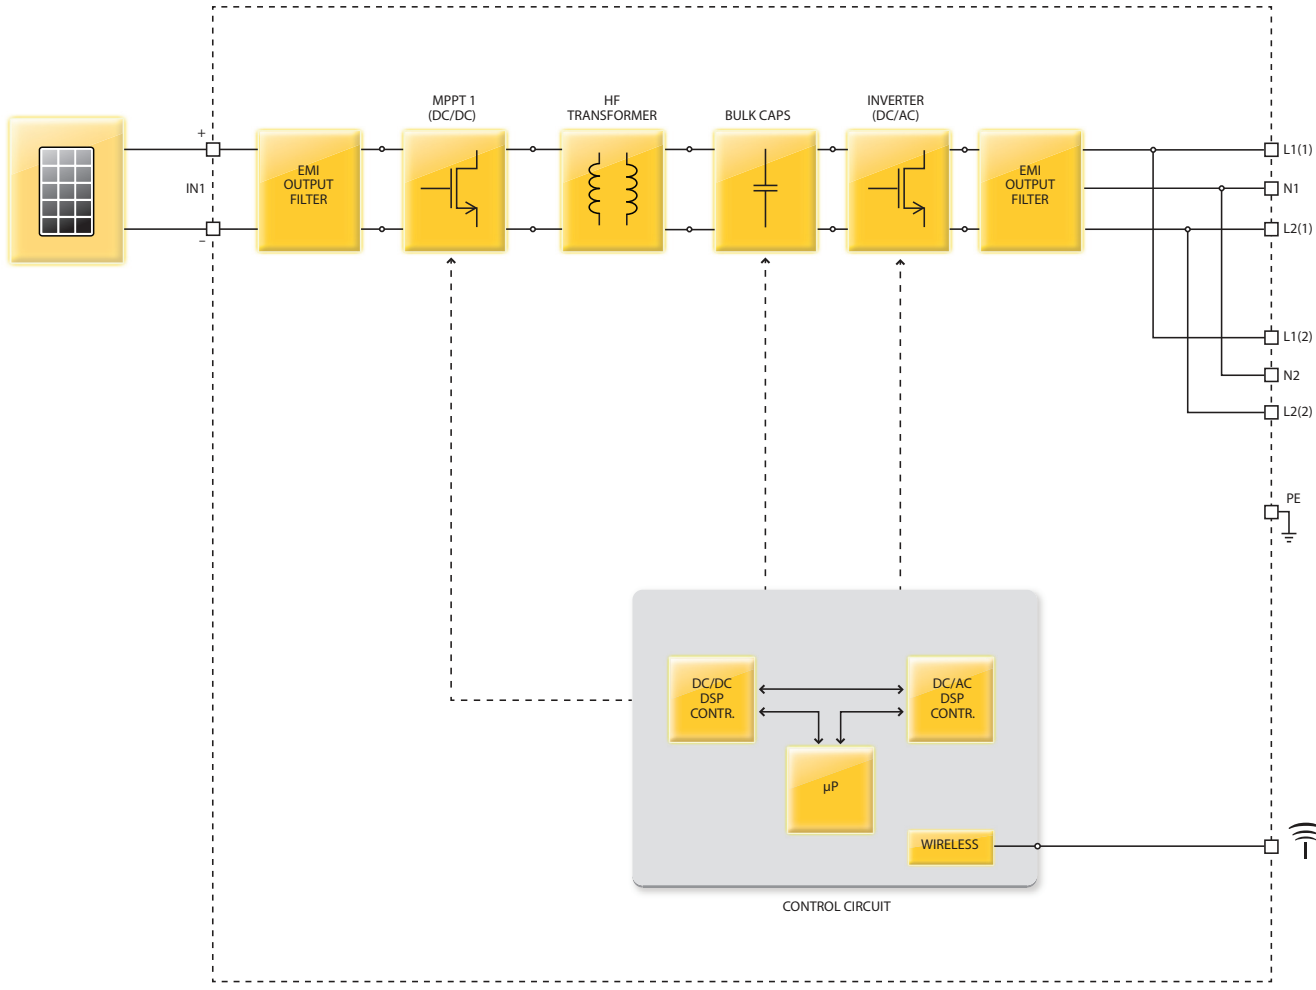 MPPT 1
(DC/DC)
HF
TRANSFORMER
BULK CAPS
INVERTER
(DC/AC)
+
IN1
–
EMI
OUTPUT
FILTER
EMI
OUTPUT
FILTER
L1(1)
N1
L2(1)
L1(2)
N2
L2(2)
PE
DC/DC
DSP
CONTR.
DC/AC
DSP
CONTR.
µP
WIRELESS
CONTROL CIRCUIT